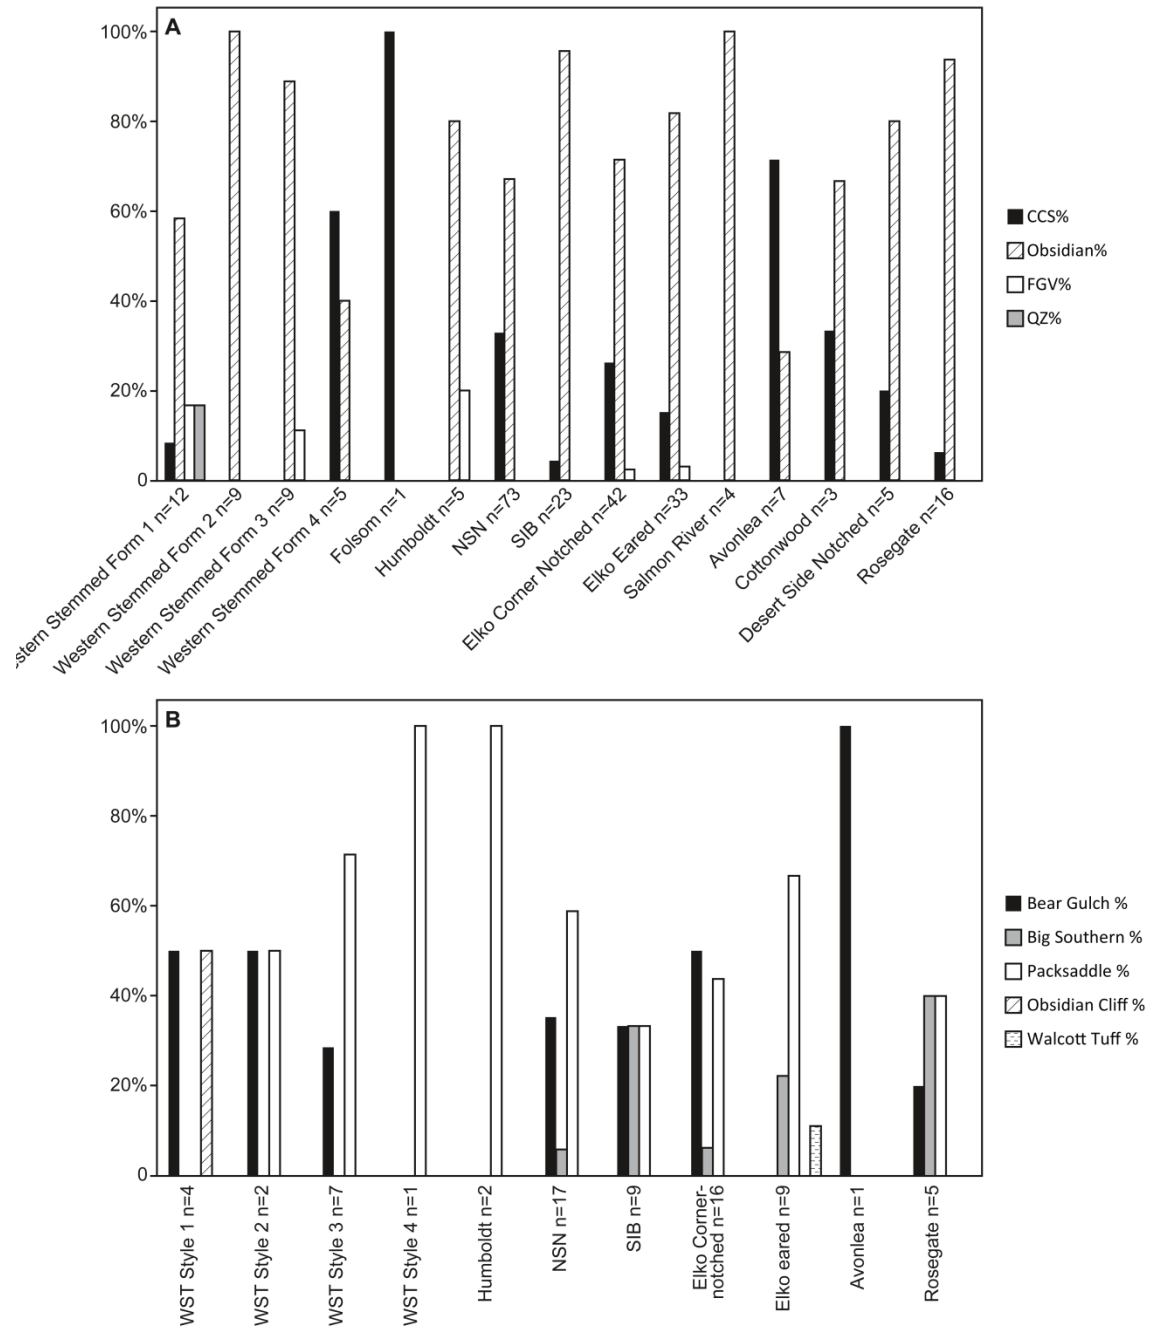 A
100%
80%
60%
40%
20%
0
CCS%
Obsidian%
FGV%
QZ%
stern Stemmed Form 1 n=12
Western Stemmed Form 2 n=9
Western Stemmed Form 3 n=9
Western Stemmed Form 4 n=5
Folsom n=1
Humboldt n=5
NSN n=73
SIB n=23
Elko Corner Notched n=42
Elko Eared n=33
Salmon River n=4
Avonlea n=7
Cottonwood n=3
Desert Side Notched n=5
Rosegate n=16
B
100%
80%
60%
40%
20%
0
Bear Gulch %
Big Southern %
Packsaddle %
Obsidian Cliff %
Walcott Tuff %
WST Style 1 n=4
WST Style 2 n=2
WST Style 3 n=7
WST Style 4 n=1
Humboldt n=2
NSN n=17
SIB n=9
Elko Corner-
notched n=16
Elko eared n=9
Avonlea n=1
Rosegate n=5